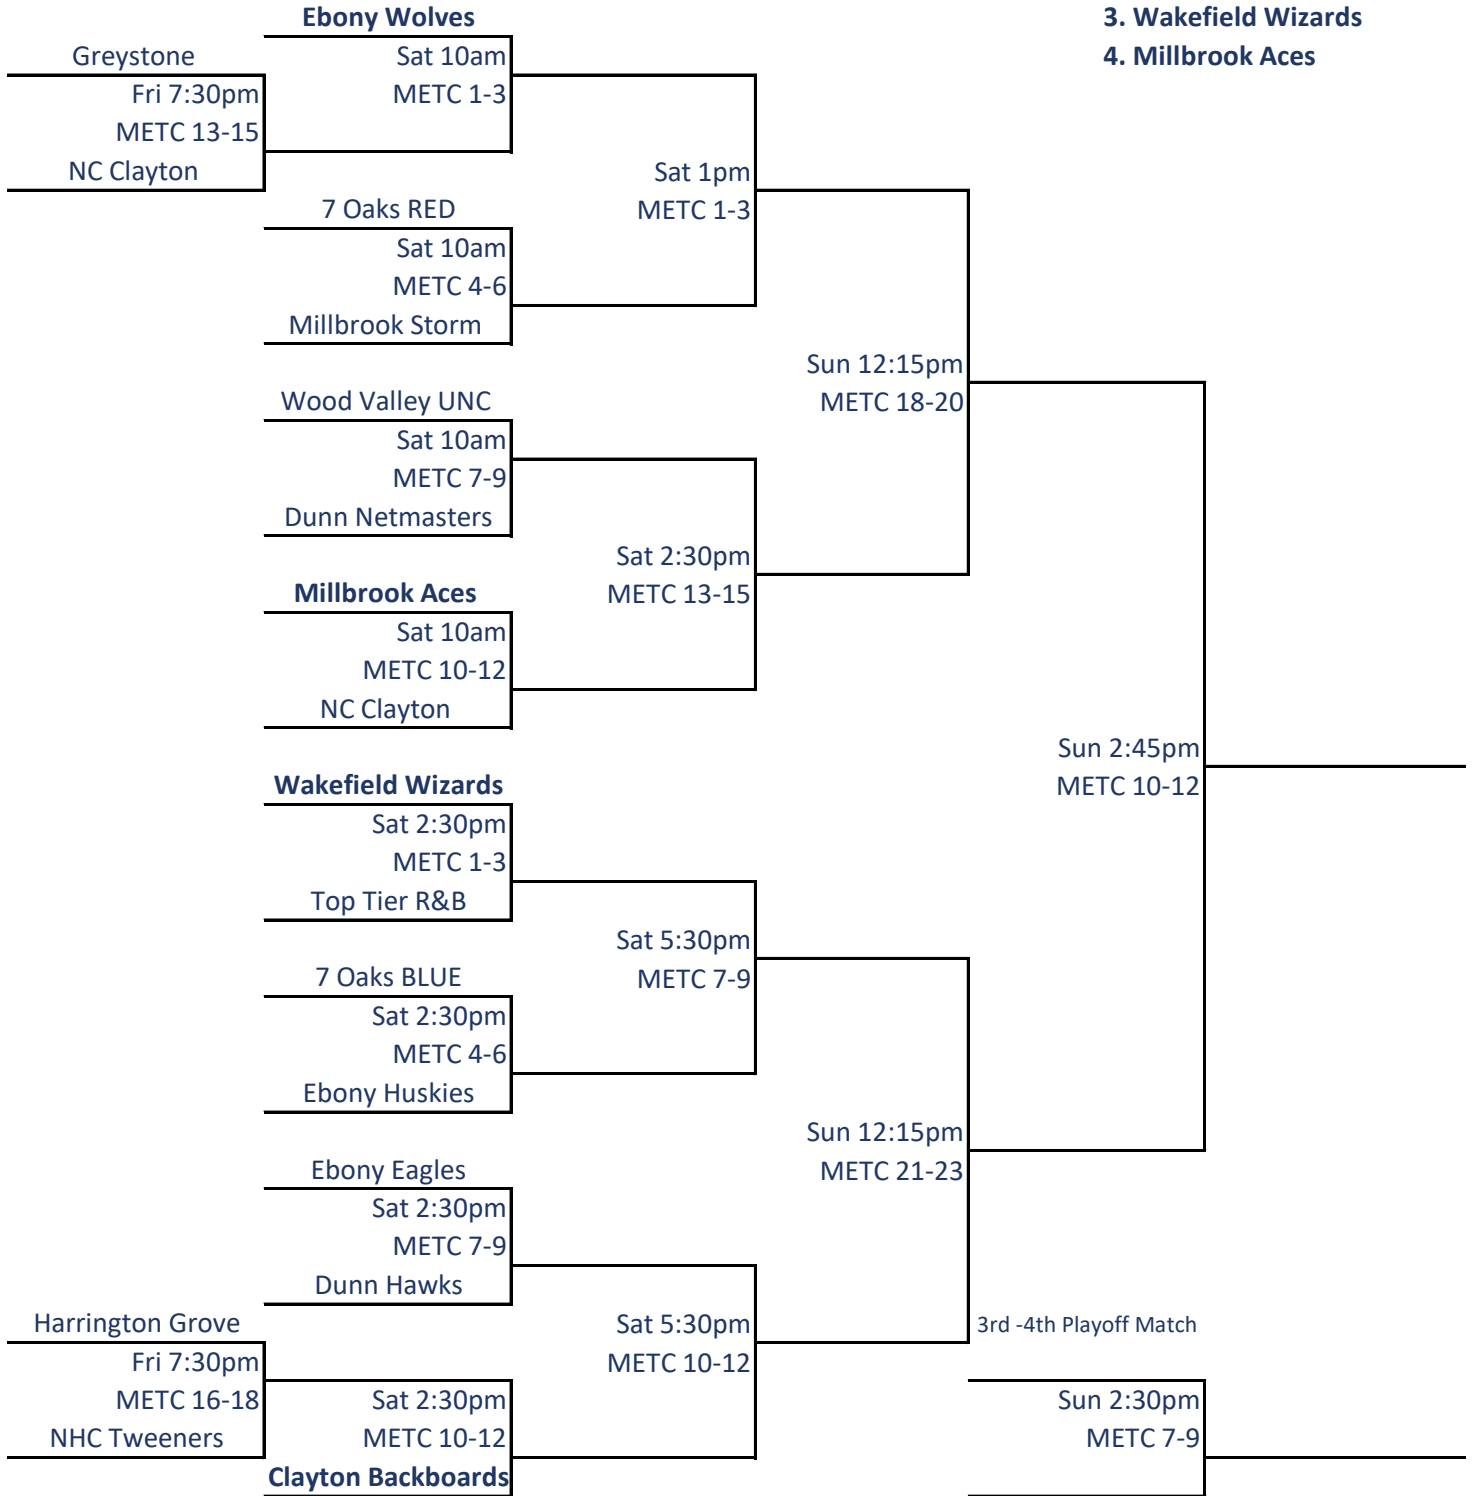 Ebony Wolves
3. Wakefield Wizards
Greystone
Sat 10am
4. Millbrook Aces
Fri 7:30pm
METC 1-3
METC 13-15
NC Clayton
Sat 1pm
7 Oaks RED
METC 1-3
Sat 10am
METC 4-6
Millbrook Storm
Sun 12:15pm
Wood Valley UNC
METC 18-20
Sat 10am
METC 7-9
Dunn Netmasters
Sat 2:30pm
Millbrook Aces
METC 13-15
Sat 10am
METC 10-12
NC Clayton
Sun 2:45pm
Wakefield Wizards
METC 10-12
Sat 2:30pm
METC 1-3
Top Tier R&B
Sat 5:30pm
7 Oaks BLUE
METC 7-9
Sat 2:30pm
METC 4-6
Ebony Huskies
Sun 12:15pm
Ebony Eagles
METC 21-23
Sat 2:30pm
METC 7-9
Dunn Hawks
Harrington Grove
Sat 5:30pm
3rd -4th Playoff Match
Fri 7:30pm
METC 10-12
METC 16-18
Sat 2:30pm
Sun 2:30pm
NHC Tweeners
METC 10-12
METC 7-9
Clayton Backboards